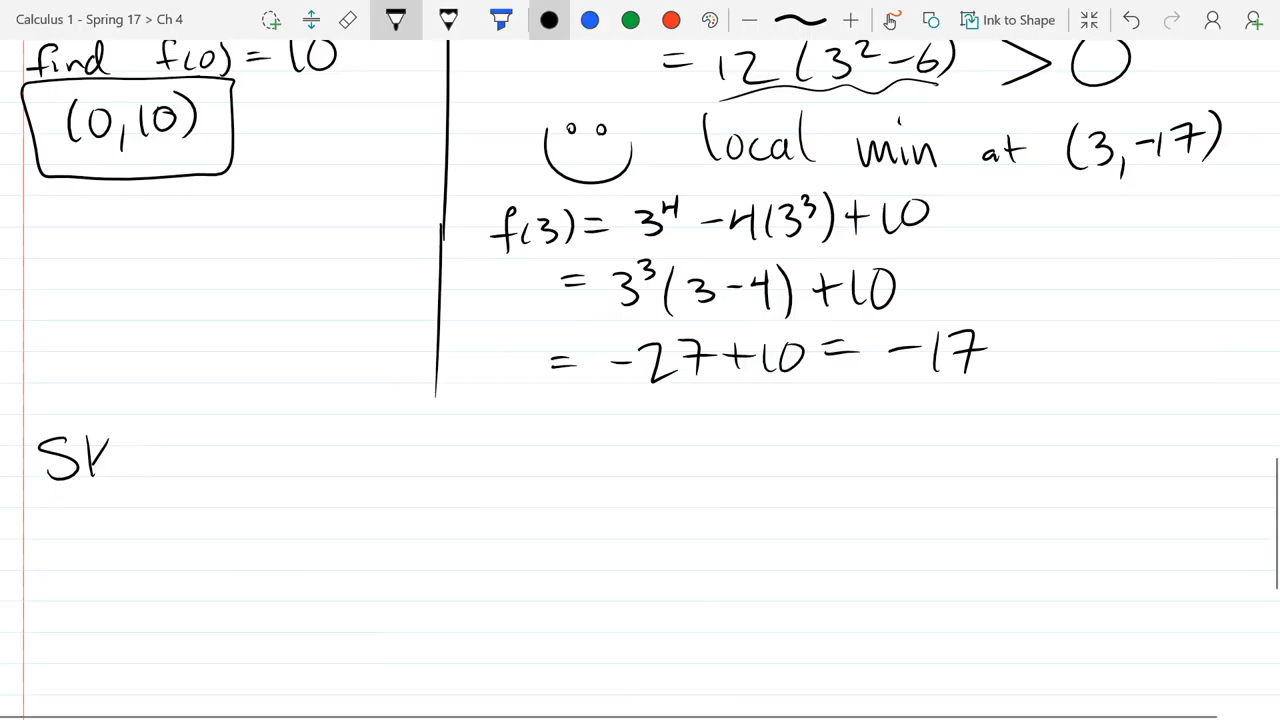 Calculus 1 - Spring 17 > Ch 4
Ink to Shape
find f(0) = 10
(0,10)
= 12(3²-6) > 0
local min at (3,-17)
f(3) = 3⁴ - 4(3³) + 10
= 3³(3-4) + 10
= -27+10 = -17
SK